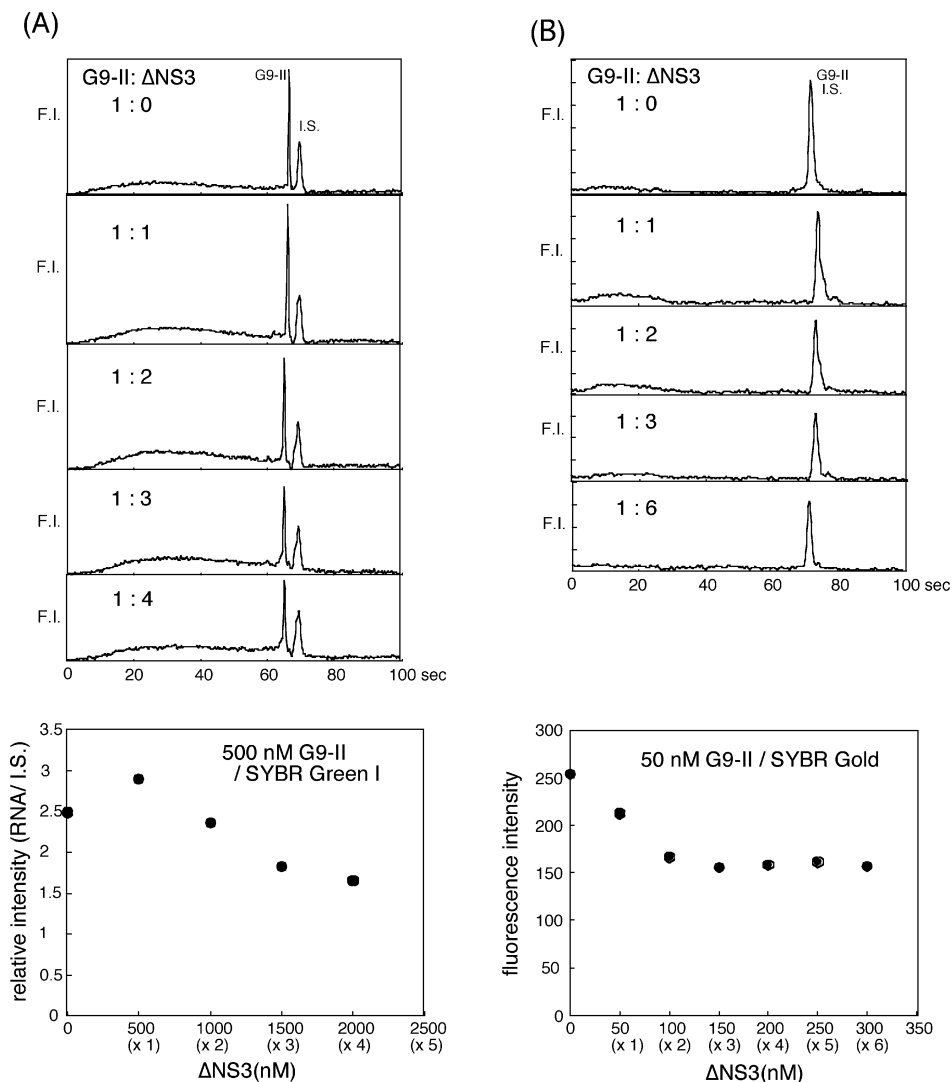 (A)
G9-II: ΔNS3
1 : 0
G9-II
I.S.
F.I.
1 : 1
F.I.
1 : 2
F.I.
1 : 3
F.I.
1 : 4
F.I.
0 20 40 60 80 100 sec
(B)
G9-II: ΔNS3
1 : 0
G9-II
I.S.
F.I.
1 : 1
F.I.
1 : 2
F.I.
1 : 3
F.I.
1 : 6
F.I.
0 20 40 60 80 100 sec
relative intensity (RNA/ I.S.)
3.5
3
2.5
2
1.5
1
0.5
0
500 nM G9-II
/ SYBR Green I
0 500 1000 1500 2000 2500
(x 1) (x 2) (x 3) (x 4) (x 5)
ΔNS3(nM)
fluorescence intensity
300
250
200
150
100
50
0
50 nM G9-II / SYBR Gold
0 50 100 150 200 250 300 350
(x 1) (x 2) (x 3) (x 4) (x 5) (x 6)
ΔNS3(nM)